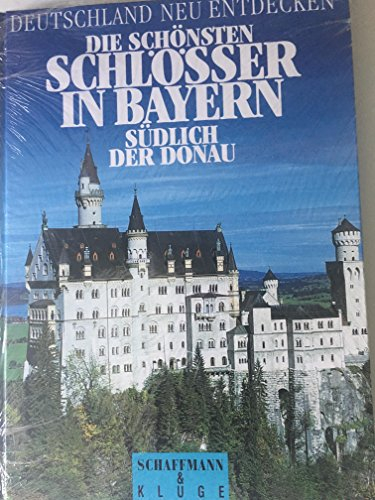 DEUTSCHLAND NEU ENTDECKEN
DIE SCHÖNSTEN
SCHLÖSSER
IN BAYERN
SÜDLICH
DER DONAU
SCHAFFMANN
&
KLUGE